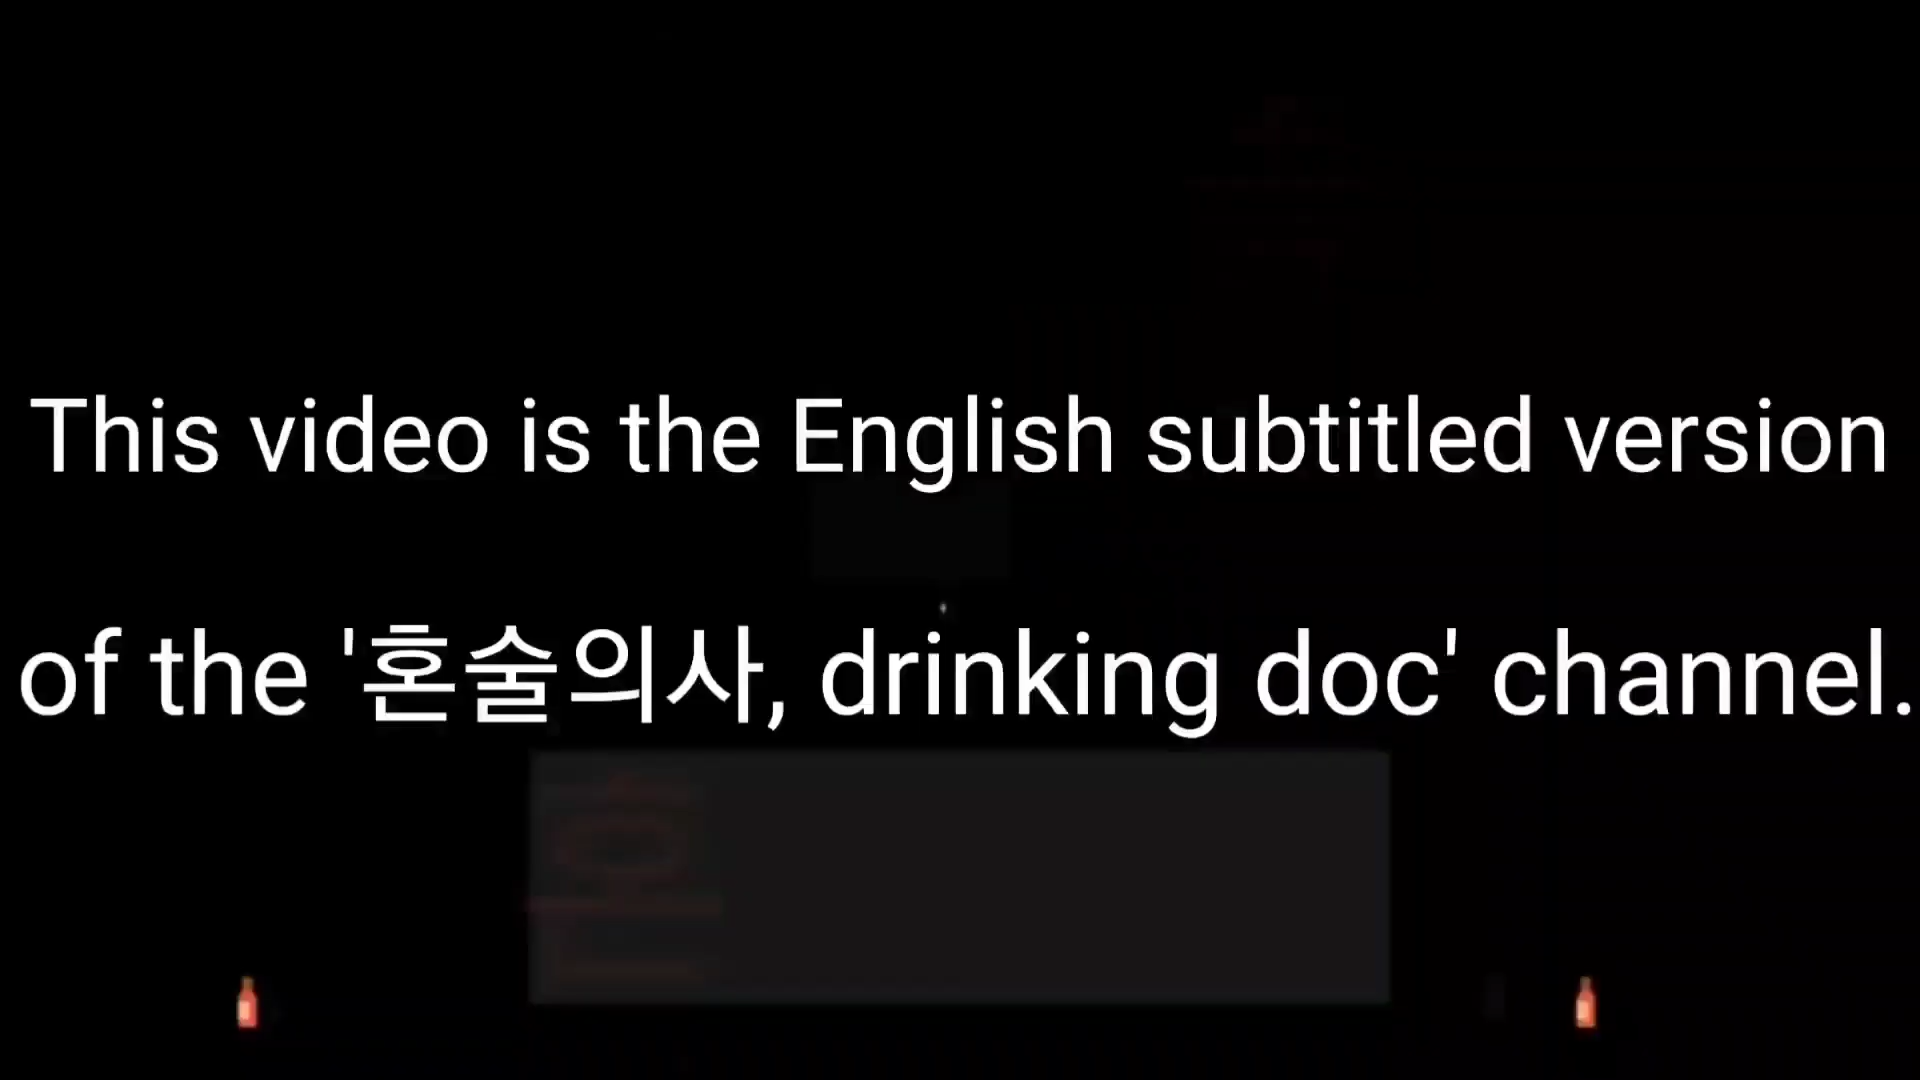 This video is the English subtitled version
of the '혼술의사, drinking doc' channel.